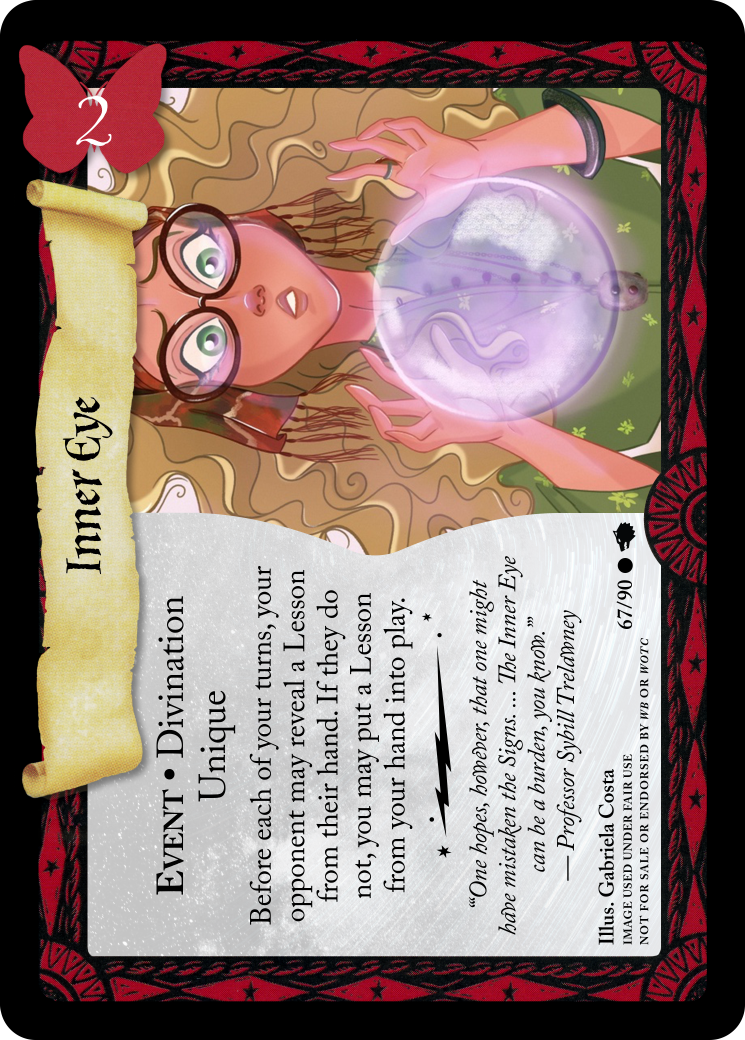 2
Inner Eye
EVENT • Divination
Unique
Before each of your turns, your
opponent may reveal a Lesson
from their hand. If they do
not, you may put a Lesson
from your hand into play.
“‘One hopes, however, that one might
have mistaken the Signs. ... The Inner Eye
can be a burden, you know.’”
— Professor Sybill Trelawney
67/90
Illus. Gabriela Costa
IMAGE USED UNDER FAIR USE
NOT FOR SALE OR ENDORSED BY WB OR WOTC